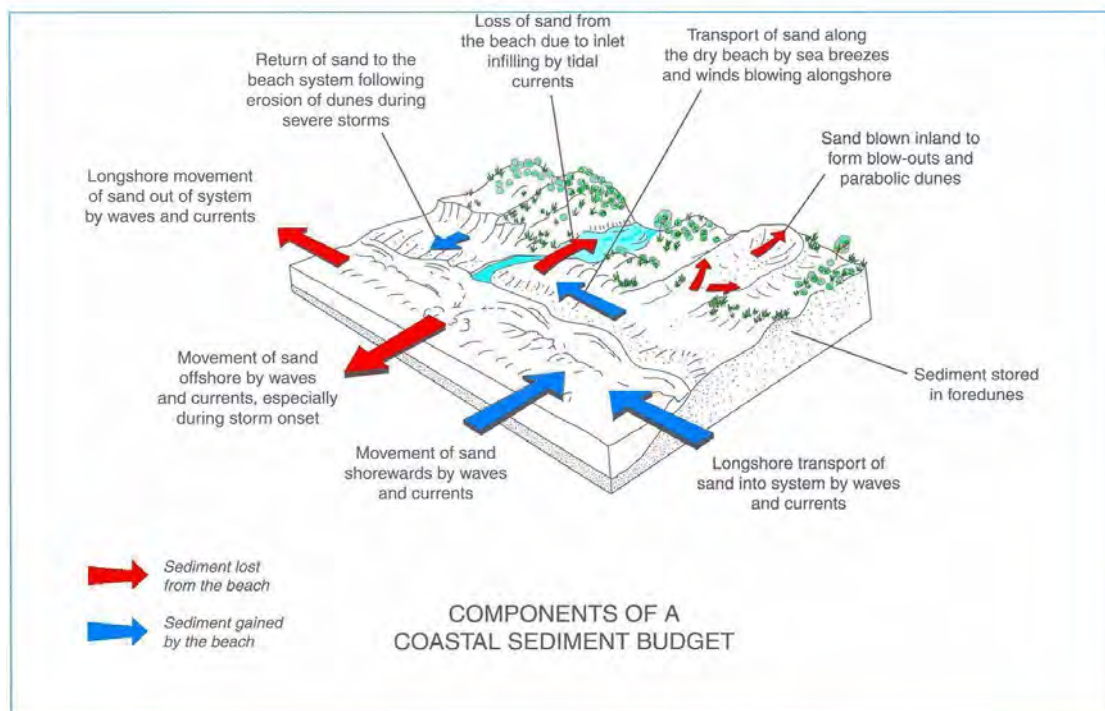 Loss of sand from
the beach due to inlet
infilling by tidal
currents
Transport of sand along
the dry beach by sea breezes
and winds blowing alongshore
Return of sand to the
beach system following
erosion of dunes during
severe storms
Sand blown inland to
form blow-outs and
parabolic dunes
Longshore movement
of sand out of system
by waves and currents
Movement of sand
offshore by waves
and currents, especially
during storm onset
Sediment stored
in foredunes
Movement of sand
shorewards by waves
and currents
Longshore transport of
sand into system by waves
and currents
Sediment lost
from the beach
Sediment gained
by the beach
COMPONENTS OF A
COASTAL SEDIMENT BUDGET